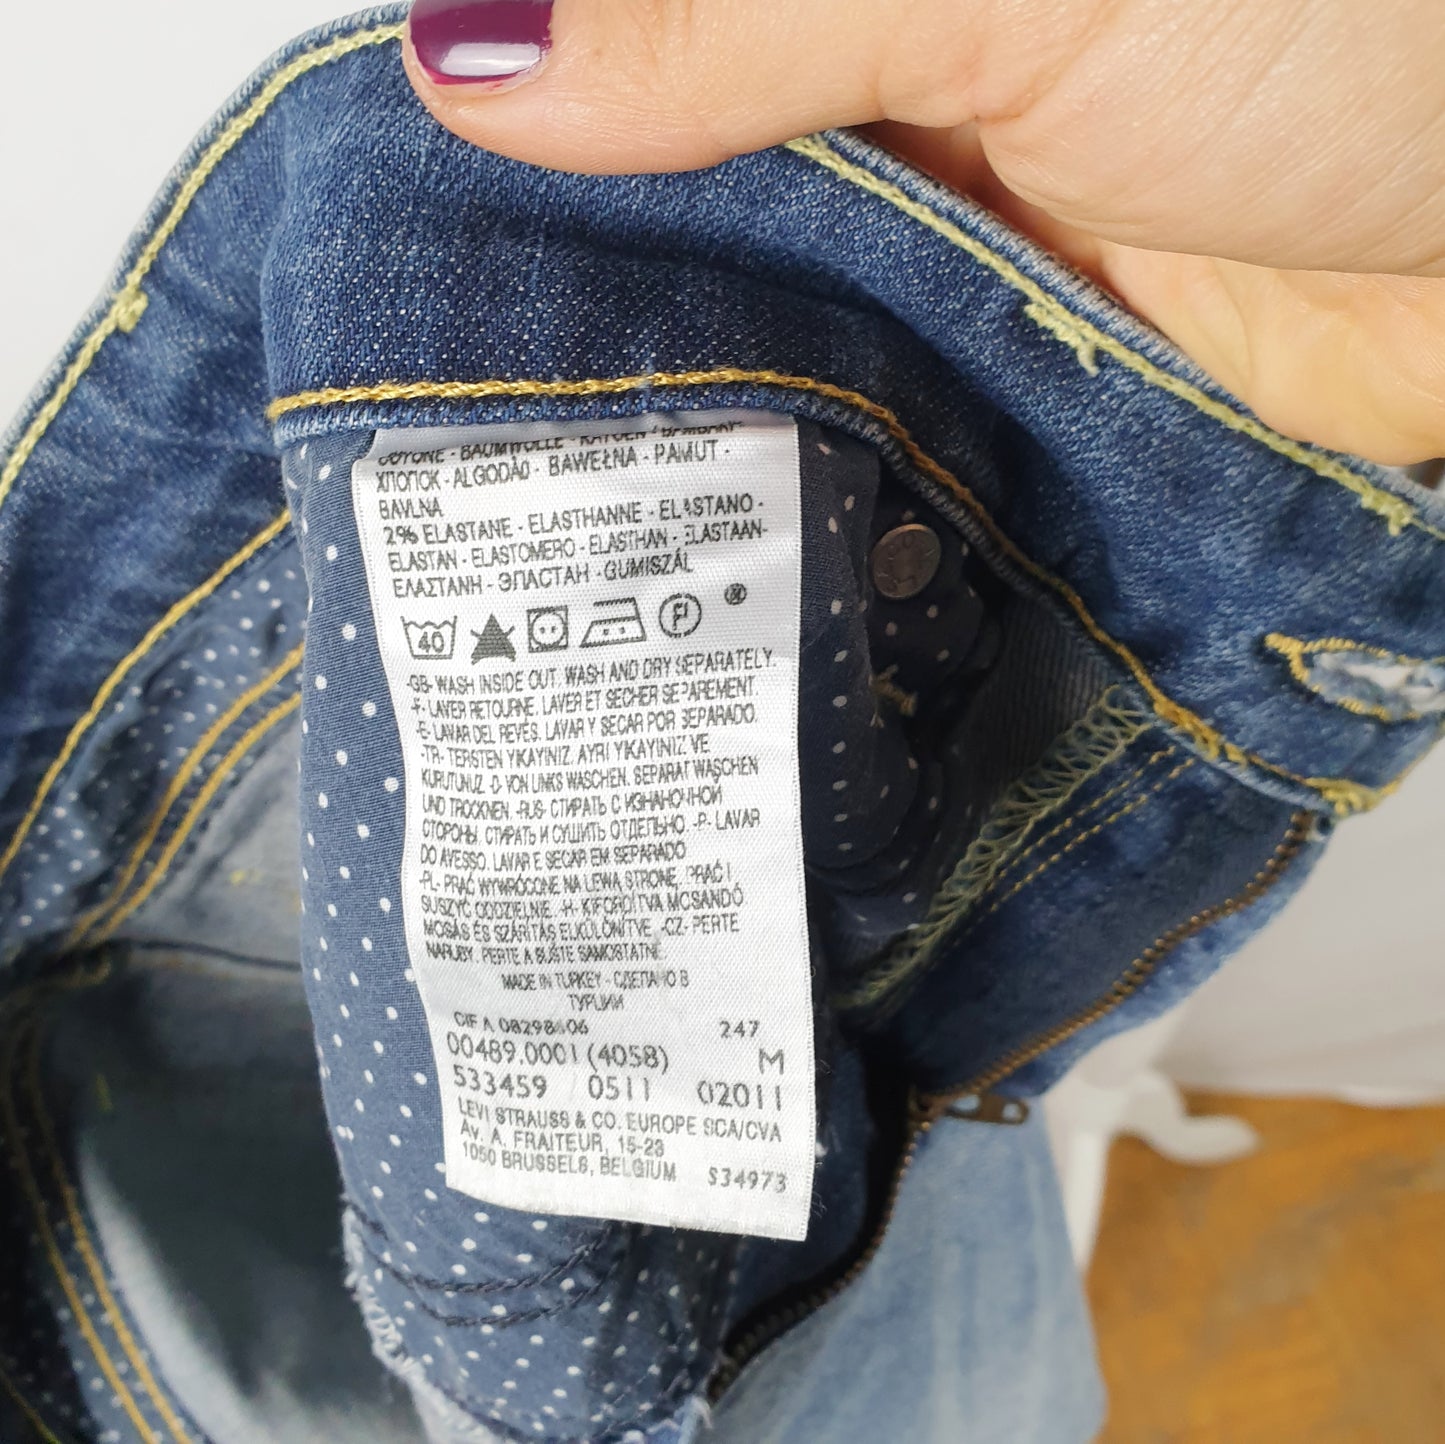 COTONE - BAUMWOLLE - KATOEN / ΒΑΜΒΑΚΙ -
ХЛОПОК - ALGODÃO - BAWEŁNA - PAMUT -
BAVLNA
2% ELASTANE - ELASTHANNE - ELASTANO -
ELASTAN - ELASTOMERO - ELASTHAN - ELASTAAN-
ΕΛΑΣΤΑΝΗ - ЭЛАСТАН -GUMISZÁL
40 F
-GB- WASH INSIDE OUT. WASH AND DRY SEPARATELY.
-F- LAVER RETOURNE. LAVER ET SECHER SEPAREMENT.
-E- LAVAR DEL REVÉS. LAVAR Y SECAR POR SEPARADO.
-TR- TERSTEN YIKAYINIZ. AYRI YIKAYINIZ VE
KURUTUNUZ. -D- VON LINKS WASCHEN. SEPARAT WASCHEN
UND TROCKNEN. -RUS- СТИРАТЬ С ИЗНАНОЧНОЙ
СТОРОНЫ. СТИРАТЬ И СУШИТЬ ОТДЕЛЬНО. -P- LAVAR
DO AVESSO. LAVAR E SECAR EM SEPARADO
-PL- PRAĆ WYWRÓCONE NA LEWĄ STRONĘ. PRAĆ I
SUSZYĆ ODDZIELNIE. -H- KIFORDÍTVA MOSANDÓ
MOSÁS ÉS SZÁRÍTÁS ELKÜLÖNÍTVE -CZ- PERTE
NARUBY. PERTE A SUŠTE SAMOSTATNĚ.
MADE IN TURKEY - СДЕЛАНО В
ТУРЦИИ
CIF A 08298606 247
00489.0001 (4058) M
533459 / 0511 02011
LEVI STRAUSS & CO. EUROPE SCA/CVA
AV. A. FRAITEUR, 15-23
1050 BRUSSELS, BELGIUM S34973